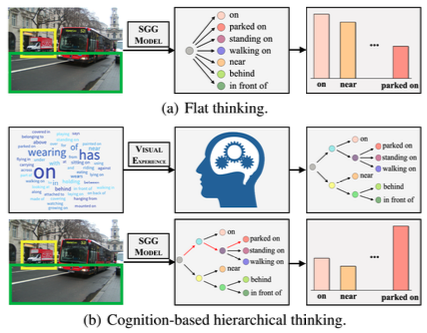 SGG
MODEL
on
parked on
standing on
walking on
near
behind
in front of
on
near
...
parked on
(a) Flat thinking.
wearing
of
has
on
behind
VISUAL
EXPERIENCE
on
parked on
standing on
walking on
near
behind
in front of
SGG
MODEL
on
parked on
standing on
walking on
near
behind
in front of
on
near
...
parked on
(b) Cognition-based hierarchical thinking.